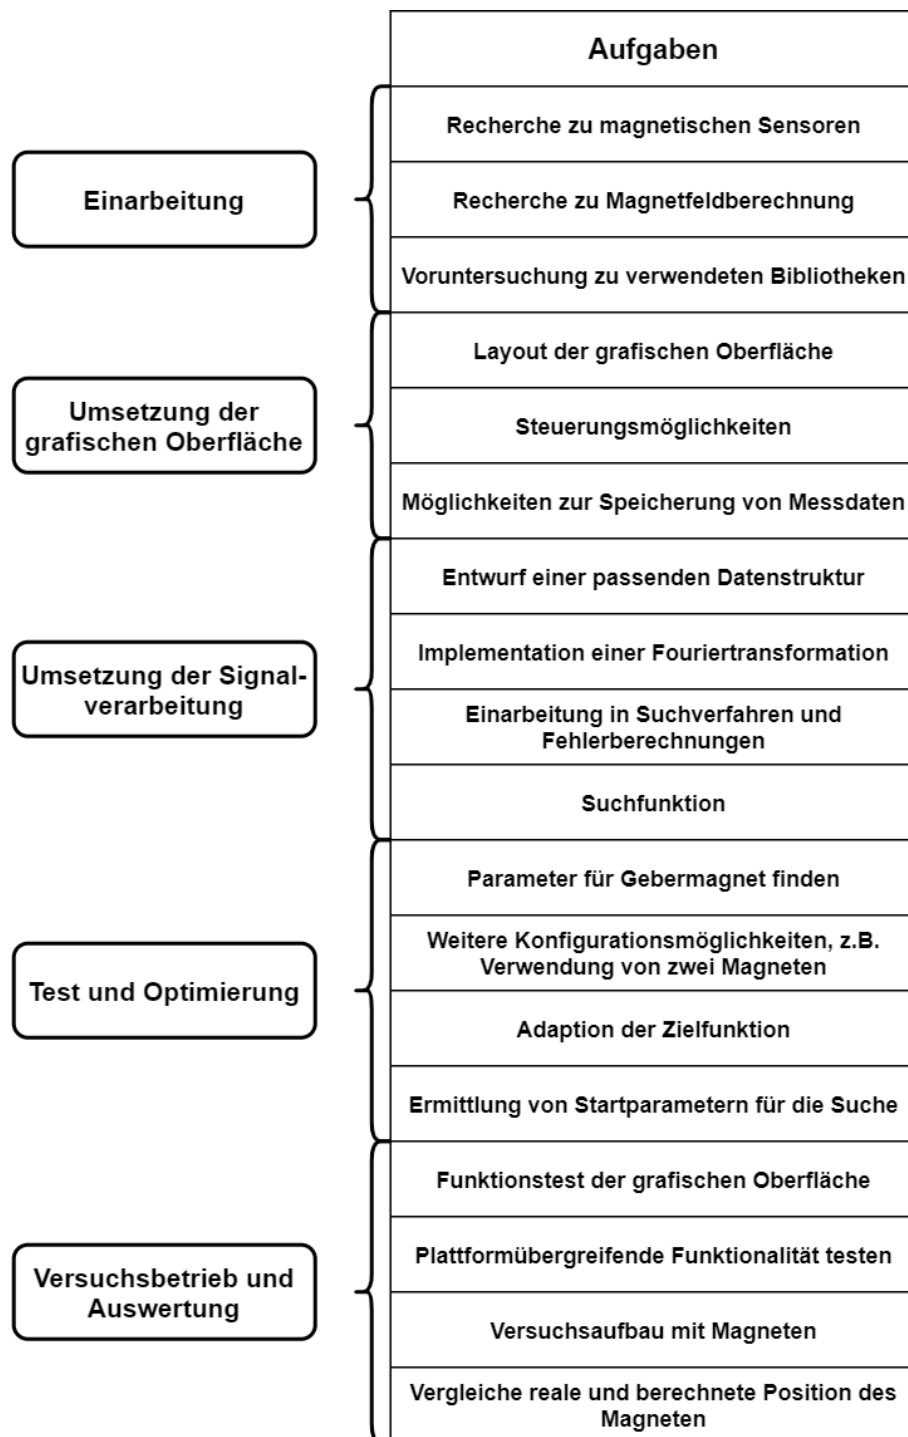 Aufgaben
Einarbeitung
Recherche zu magnetischen Sensoren
Recherche zu Magnetfeldberechnung
Voruntersuchung zu verwendeten Bibliotheken
Umsetzung der
grafischen Oberfläche
Layout der grafischen Oberfläche
Steuerungsmöglichkeiten
Möglichkeiten zur Speicherung von Messdaten
Umsetzung der Signal-
verarbeitung
Entwurf einer passenden Datenstruktur
Implementation einer Fouriertransformation
Einarbeitung in Suchverfahren und
Fehlerberechnungen
Suchfunktion
Test und Optimierung
Parameter für Gebermagnet finden
Weitere Konfigurationsmöglichkeiten, z.B.
Verwendung von zwei Magneten
Adaption der Zielfunktion
Ermittlung von Startparametern für die Suche
Versuchsbetrieb und
Auswertung
Funktionstest der grafischen Oberfläche
Plattformübergreifende Funktionalität testen
Versuchsaufbau mit Magneten
Vergleiche reale und berechnete Position des
Magneten